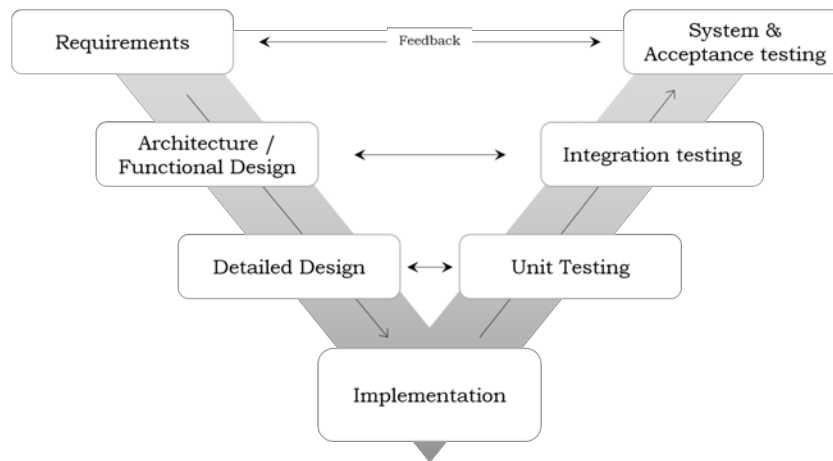 Requirements
Feedback
System &
Acceptance testing
Architecture /
Functional Design
Integration testing
Detailed Design
Unit Testing
Implementation